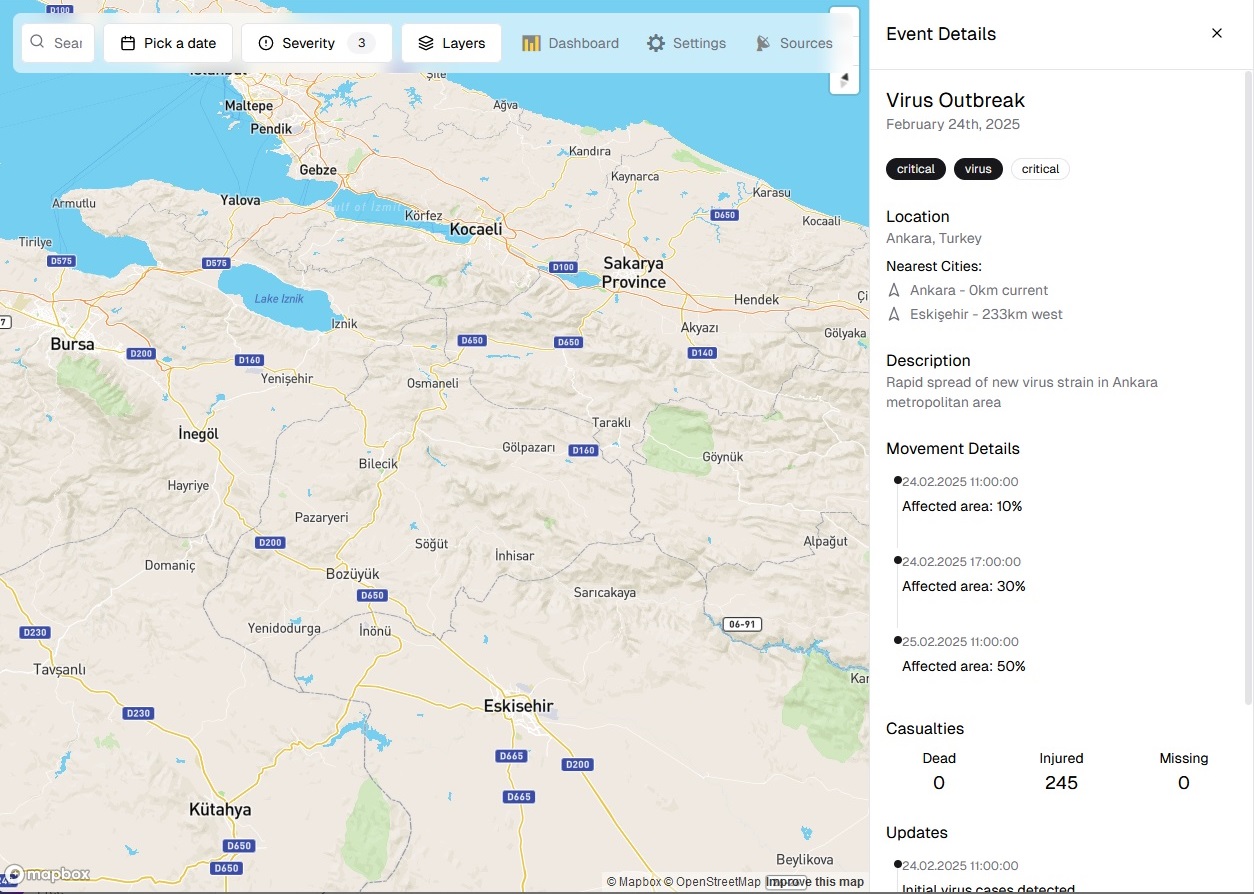 D100
Sear
Pick a date
Severity
3
Layers
Dashboard
Settings
Sources
Şile
Maltepe
Ağva
Pendik
Kandıra
Gebze
Kaynarca
Karasu
Yalova
Armutlu
Gulf of Izmit
Körfez
D650
Kocaali
Kocaeli
Tirilye
D575
D575
D100
Sakarya
Province
Lake Iznik
Hendek
Çi
7
Iznik
Akyazı
Gölyaka
Bursa
D200
D160
D650
D650
D140
Yenişehir
Osmaneli
Taraklı
İnegöl
Gölpazarı
D160
Göynük
Bilecik
Hayriye
Pazaryeri
D200
Söğüt
İnhisar
Alpağut
Domaniç
Bozüyük
D650
Sarıcakaya
D230
Yenidodurga
İnönü
06-91
Tavşanlı
Kar
Eskisehir
D230
D665
D200
D665
Kütahya
D650
Beylikova
D650
mapbox
© Mapbox © OpenStreetMap Improve this map
Event Details
Virus Outbreak
February 24th, 2025
critical
virus
critical
Location
Ankara, Turkey
Nearest Cities:
Ankara - 0km current
Eskişehir - 233km west
Description
Rapid spread of new virus strain in Ankara
metropolitan area
Movement Details
24.02.2025 11:00:00
Affected area: 10%
24.02.2025 17:00:00
Affected area: 30%
25.02.2025 11:00:00
Affected area: 50%
Casualties
Dead
Injured
Missing
0
245
0
Updates
24.02.2025 11:00:00
Initial virus cases detected